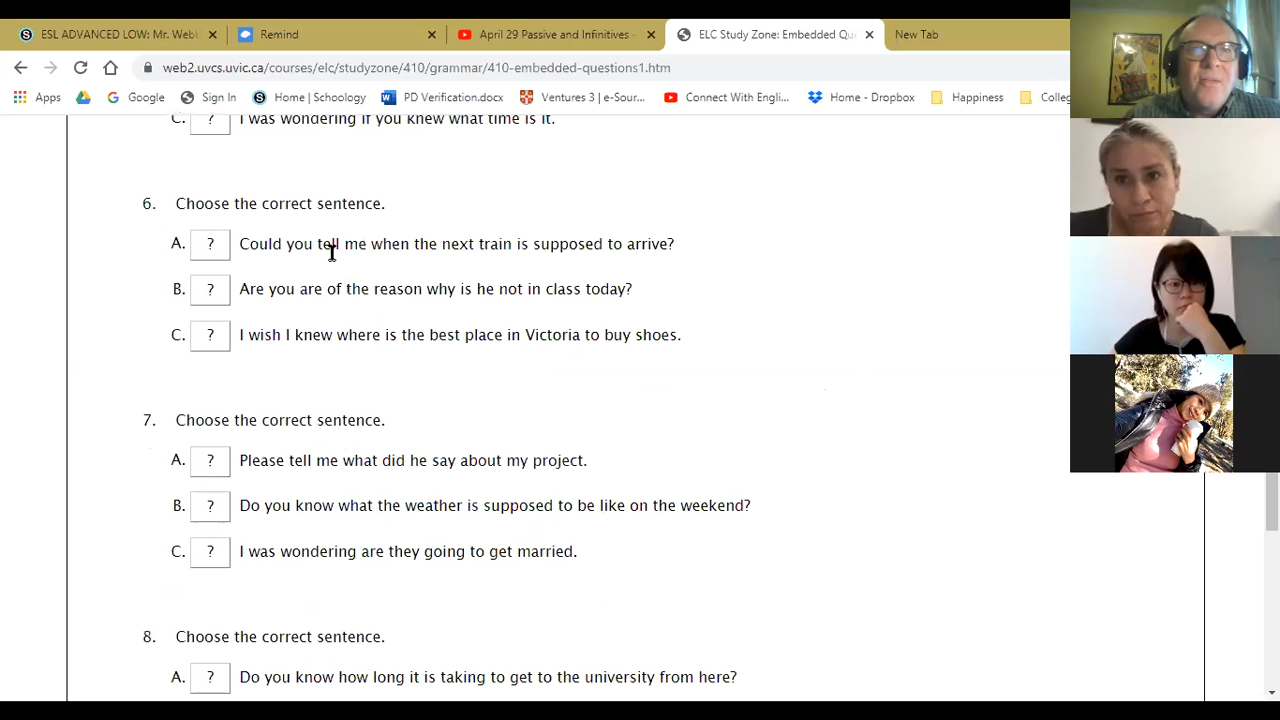 ESL ADVANCED LOW: Mr. Web
Remind
April 29 Passive and Infinitives -
ELC Study Zone: Embedded Qu
New Tab
web2.uvcs.uvic.ca/courses/elc/studyzone/410/grammar/410-embedded-questions1.htm
Apps
Google
Sign In
Home | Schoology
PD Verification.docx
Ventures 3 | e-Sour...
Connect With Engli...
Home - Dropbox
Happiness
Colleg
C. ? I was wondering if you knew what time is it.
6. Choose the correct sentence.
A. ? Could you tell me when the next train is supposed to arrive?
B. ? Are you are of the reason why is he not in class today?
C. ? I wish I knew where is the best place in Victoria to buy shoes.
7. Choose the correct sentence.
A. ? Please tell me what did he say about my project.
B. ? Do you know what the weather is supposed to be like on the weekend?
C. ? I was wondering are they going to get married.
8. Choose the correct sentence.
A. ? Do you know how long it is taking to get to the university from here?